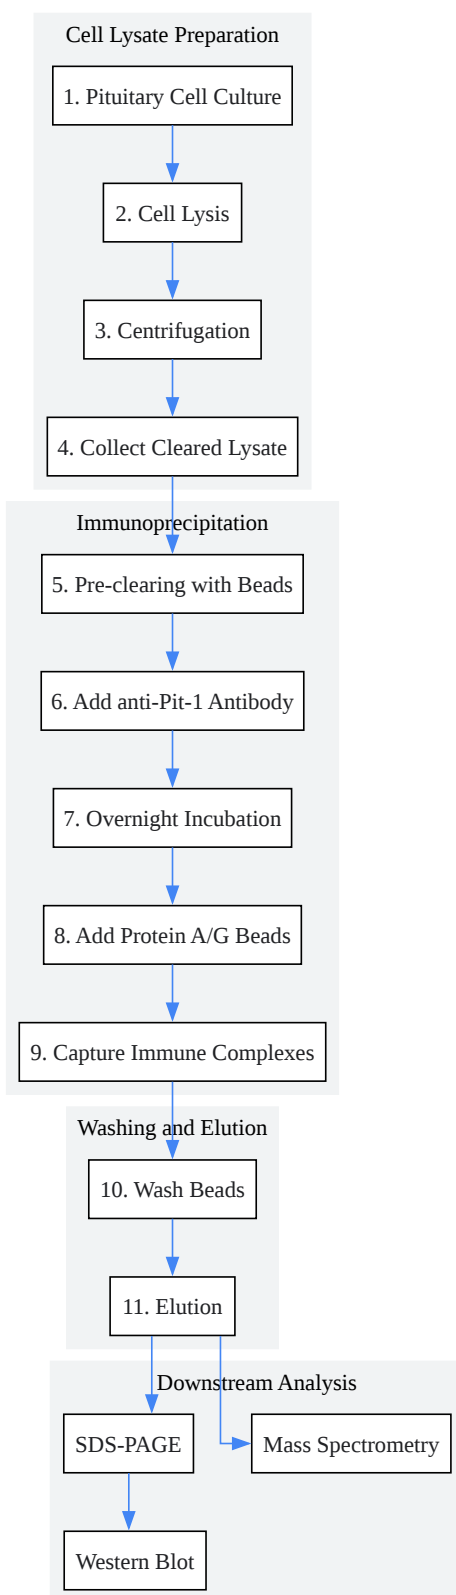 Cell Lysate Preparation
1. Pituitary Cell Culture
2. Cell Lysis
3. Centrifugation
4. Collect Cleared Lysate
Immunoprecipitation
5. Pre-clearing with Beads
6. Add anti-Pit-1 Antibody
7. Overnight Incubation
8. Add Protein A/G Beads
9. Capture Immune Complexes
Washing and Elution
10. Wash Beads
11. Elution
Downstream Analysis
SDS-PAGE
Mass Spectrometry
Western Blot